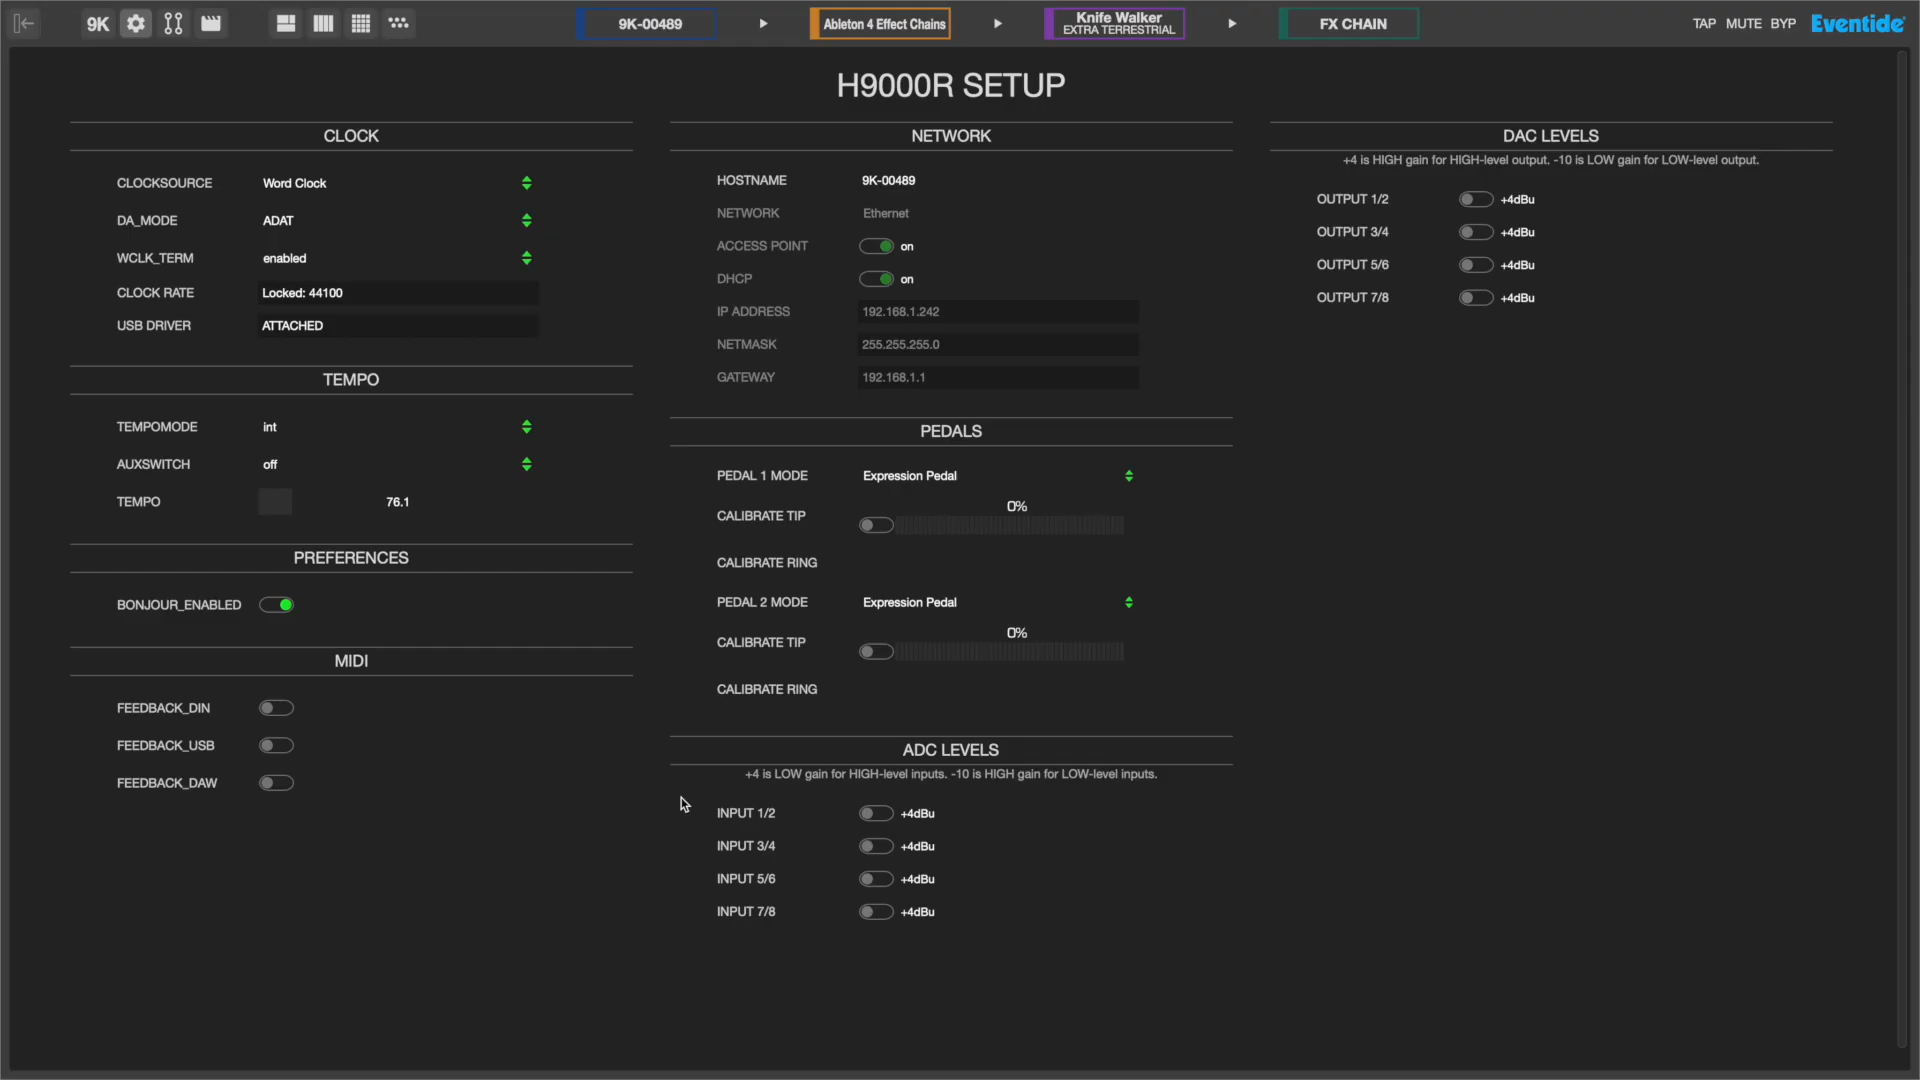 9K
9K-00489
Ableton 4 Effect Chains
Knife Walker
EXTRA TERRESTRIAL
FX CHAIN
TAP MUTE BYP
Eventide
H9000R SETUP
CLOCK
CLOCKSOURCE Word Clock
DA_MODE ADAT
WCLK_TERM enabled
CLOCK RATE Locked: 44100
USB DRIVER ATTACHED
TEMPO
TEMPOMODE int
AUXSWITCH off
TEMPO 76.1
PREFERENCES
BONJOUR_ENABLED
MIDI
FEEDBACK_DIN
FEEDBACK_USB
FEEDBACK_DAW
NETWORK
HOSTNAME 9K-00489
NETWORK Ethernet
ACCESS POINT on
DHCP on
IP ADDRESS 192.168.1.242
NETMASK 255.255.255.0
GATEWAY 192.168.1.1
PEDALS
PEDAL 1 MODE Expression Pedal
0%
CALIBRATE TIP
CALIBRATE RING
PEDAL 2 MODE Expression Pedal
0%
CALIBRATE TIP
CALIBRATE RING
ADC LEVELS
+4 is LOW gain for HIGH-level inputs. -10 is HIGH gain for LOW-level inputs.
INPUT 1/2 +4dBu
INPUT 3/4 +4dBu
INPUT 5/6 +4dBu
INPUT 7/8 +4dBu
DAC LEVELS
+4 is HIGH gain for HIGH-level output. -10 is LOW gain for LOW-level output.
OUTPUT 1/2 +4dBu
OUTPUT 3/4 +4dBu
OUTPUT 5/6 +4dBu
OUTPUT 7/8 +4dBu